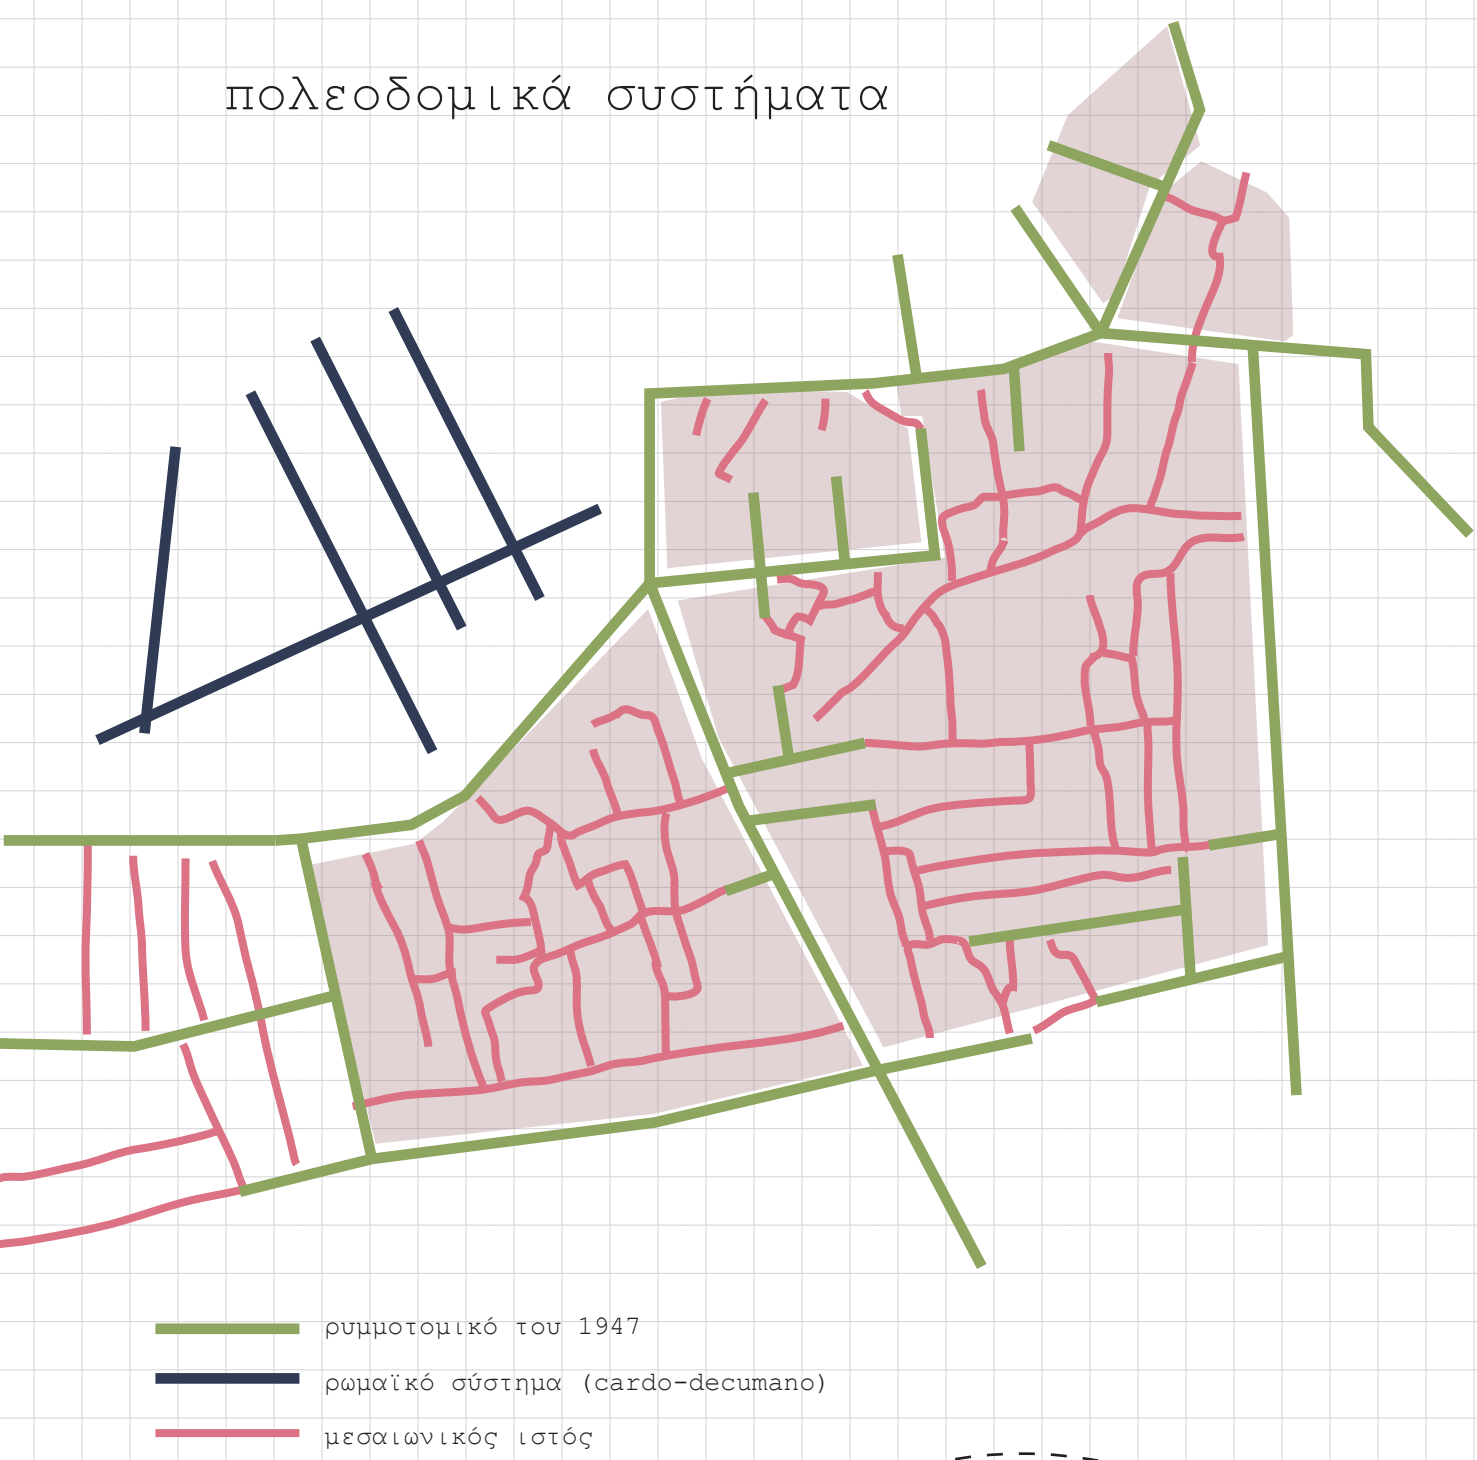 πολεοδομικά συστήματα
ρυμμοτομικό του 1947
ρωμαϊκό σύστημα (cardo-decumano)
μεσαιωνικός ιστός